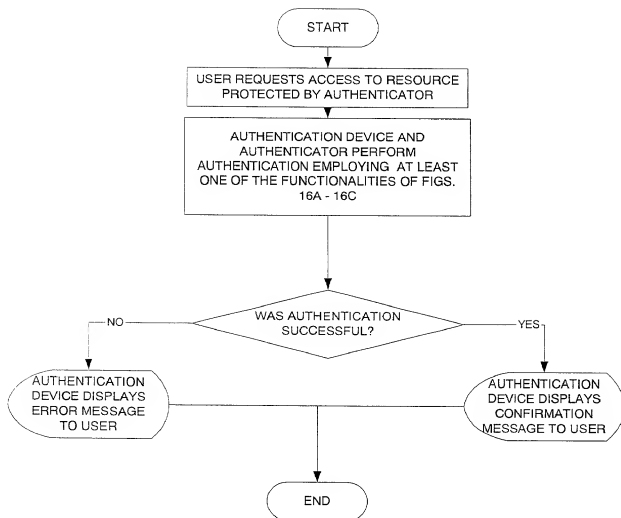 START
USER REQUESTS ACCESS TO RESOURCE
PROTECTED BY AUTHENTICATOR
AUTHENTICATION DEVICE AND
AUTHENTICATOR PERFORM
AUTHENTICATION EMPLOYING AT LEAST
ONE OF THE FUNCTIONALITIES OF FIGS.
16A - 16C
WAS AUTHENTICATION
SUCCESSFUL?
NO
YES
AUTHENTICATION
DEVICE DISPLAYS
ERROR MESSAGE
TO USER
AUTHENTICATION
DEVICE DISPLAYS
CONFIRMATION
MESSAGE TO USER
END